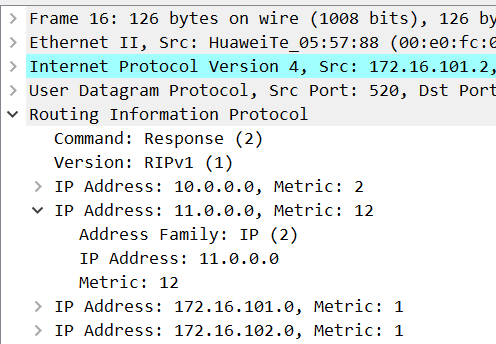 Frame 16: 126 bytes on wire (1008 bits), 126 by
Ethernet II, Src: HuaweiTe_05:57:88 (00:e0:fc:0
Internet Protocol Version 4, Src: 172.16.101.2,
User Datagram Protocol, Src Port: 520, Dst Port
Routing Information Protocol
Command: Response (2)
Version: RIPv1 (1)
IP Address: 10.0.0.0, Metric: 2
IP Address: 11.0.0.0, Metric: 12
Address Family: IP (2)
IP Address: 11.0.0.0
Metric: 12
IP Address: 172.16.101.0, Metric: 1
IP Address: 172.16.102.0, Metric: 1